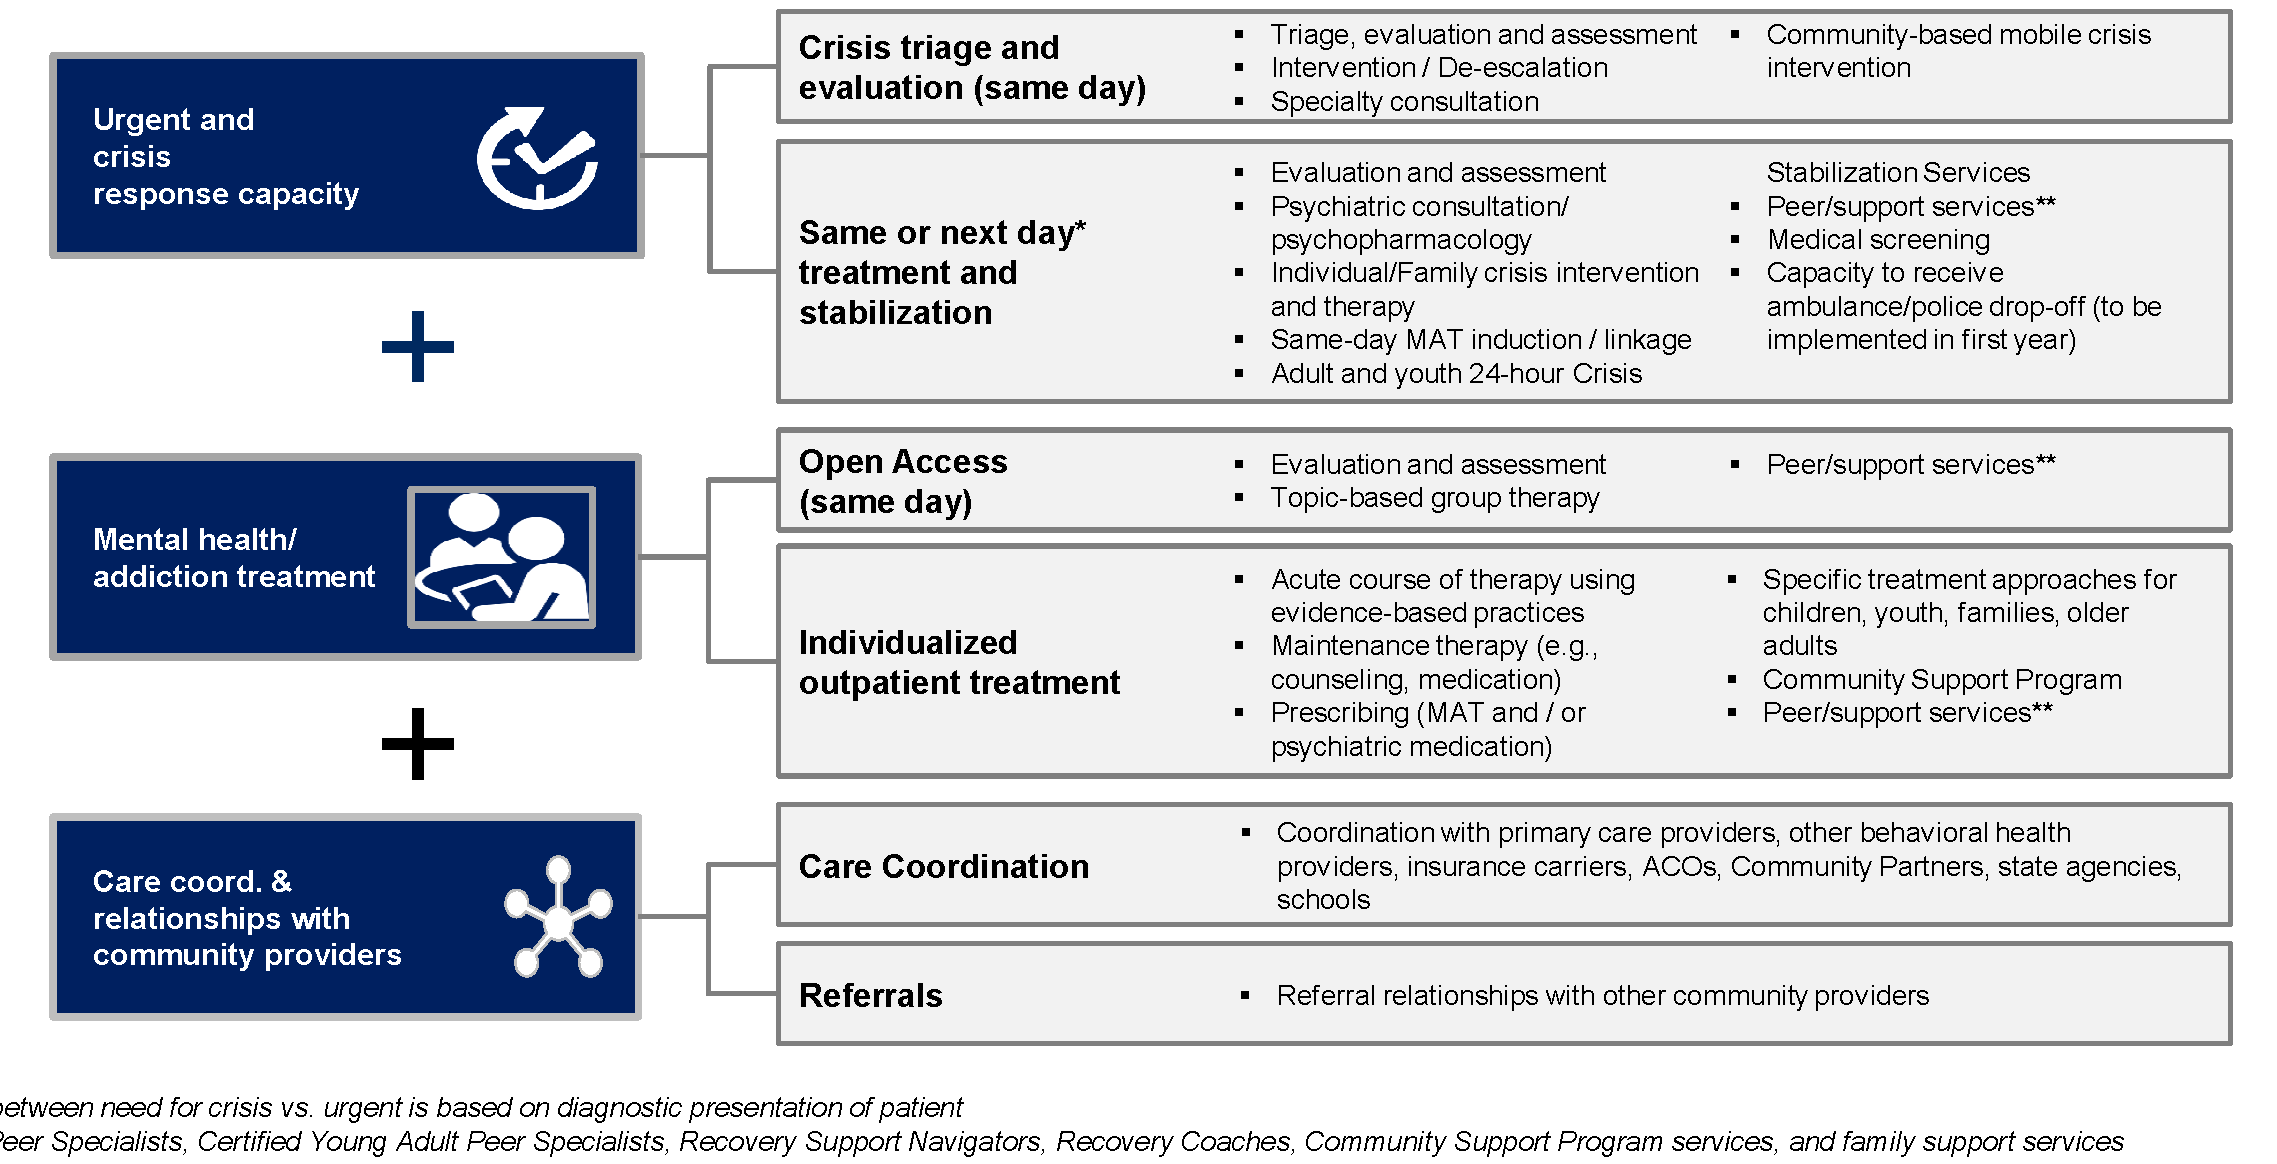 Urgent and
crisis
response capacity
Crisis triage and
evaluation (same day)
▪ Triage, evaluation and assessment
▪ Intervention / De-escalation
▪ Specialty consultation
▪ Community-based mobile crisis
intervention
Same or next day*
treatment and
stabilization
▪ Evaluation and assessment
▪ Psychiatric consultation/
psychopharmacology
▪ Individual/Family crisis intervention
and therapy
▪ Same-day MAT induction / linkage
▪ Adult and youth 24-hour Crisis
Stabilization Services
▪ Peer/support services**
▪ Medical screening
▪ Capacity to receive
ambulance/police drop-off (to be
implemented in first year)
Mental health/
addiction treatment
Open Access
(same day)
▪ Evaluation and assessment
▪ Topic-based group therapy
▪ Peer/support services**
Individualized
outpatient treatment
▪ Acute course of therapy using
evidence-based practices
▪ Maintenance therapy (e.g.,
counseling, medication)
▪ Prescribing (MAT and / or
psychiatric medication)
▪ Specific treatment approaches for
children, youth, families, older
adults
▪ Community Support Program
▪ Peer/support services**
Care coord. &
relationships with
community providers
Care Coordination
▪ Coordination with primary care providers, other behavioral health
providers, insurance carriers, ACOs, Community Partners, state agencies,
schools
Referrals
▪ Referral relationships with other community providers
between need for crisis vs. urgent is based on diagnostic presentation of patient
Peer Specialists, Certified Young Adult Peer Specialists, Recovery Support Navigators, Recovery Coaches, Community Support Program services, and family support services